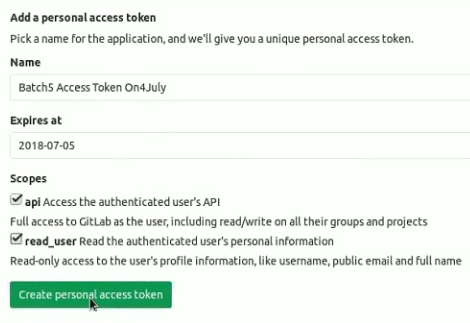 Add a personal access token
Pick a name for the application, and we'll give you a unique personal access token.
Name
Batch5 Access Token On4July
Expires at
2018-07-05
Scopes
api Access the authenticated user's API
Full access to GitLab as the user, including read/write on all their groups and projects
read_user Read the authenticated user's personal information
Read-only access to the user's profile information, like username, public email and full name
Create personal access token